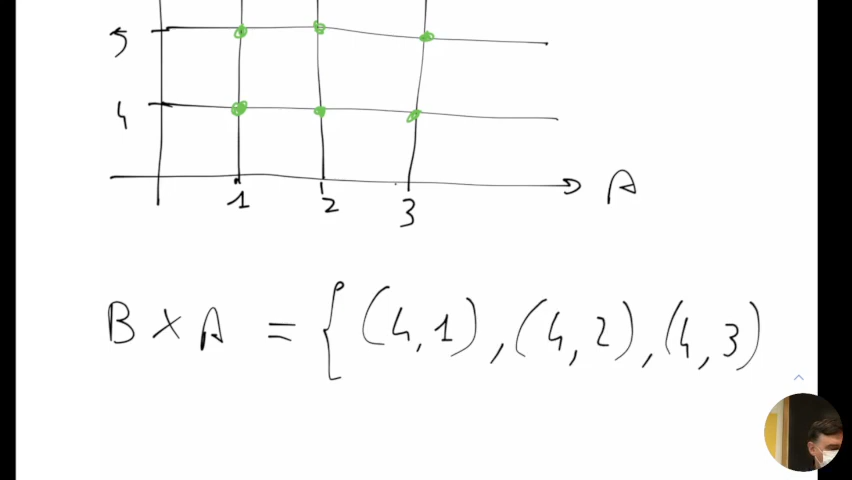 5
4
1 2 3 A
B × A = { (4,1), (4,2), (4,3)